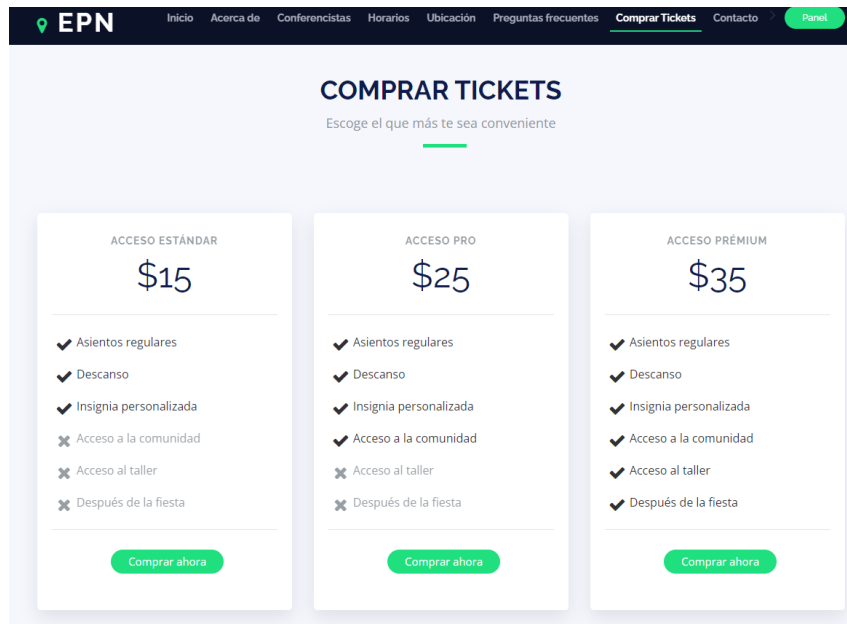 EPN Inicio Acerca de Conferencistas Horarios Ubicación Preguntas frecuentes Comprar Tickets Contacto > Panel
COMPRAR TICKETS
Escoge el que más te sea conveniente
ACCESO ESTÁNDAR
$15
Asientos regulares
Descanso
Insignia personalizada
Acceso a la comunidad
Acceso al taller
Después de la fiesta
Comprar ahora
ACCESO PRO
$25
Asientos regulares
Descanso
Insignia personalizada
Acceso a la comunidad
Acceso al taller
Después de la fiesta
Comprar ahora
ACCESO PRÉMIUM
$35
Asientos regulares
Descanso
Insignia personalizada
Acceso a la comunidad
Acceso al taller
Después de la fiesta
Comprar ahora